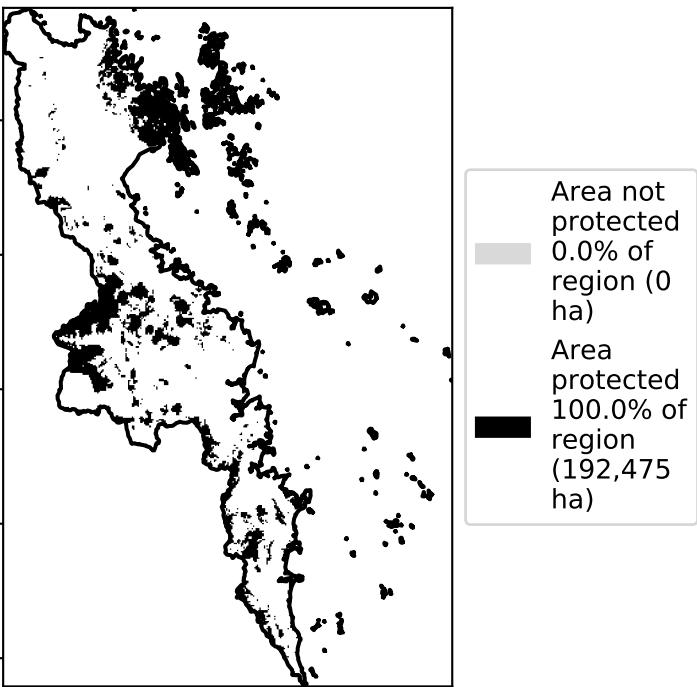 Area not
protected
0.0% of
region (0
ha)
Area
protected
100.0% of
region
(192,475
ha)